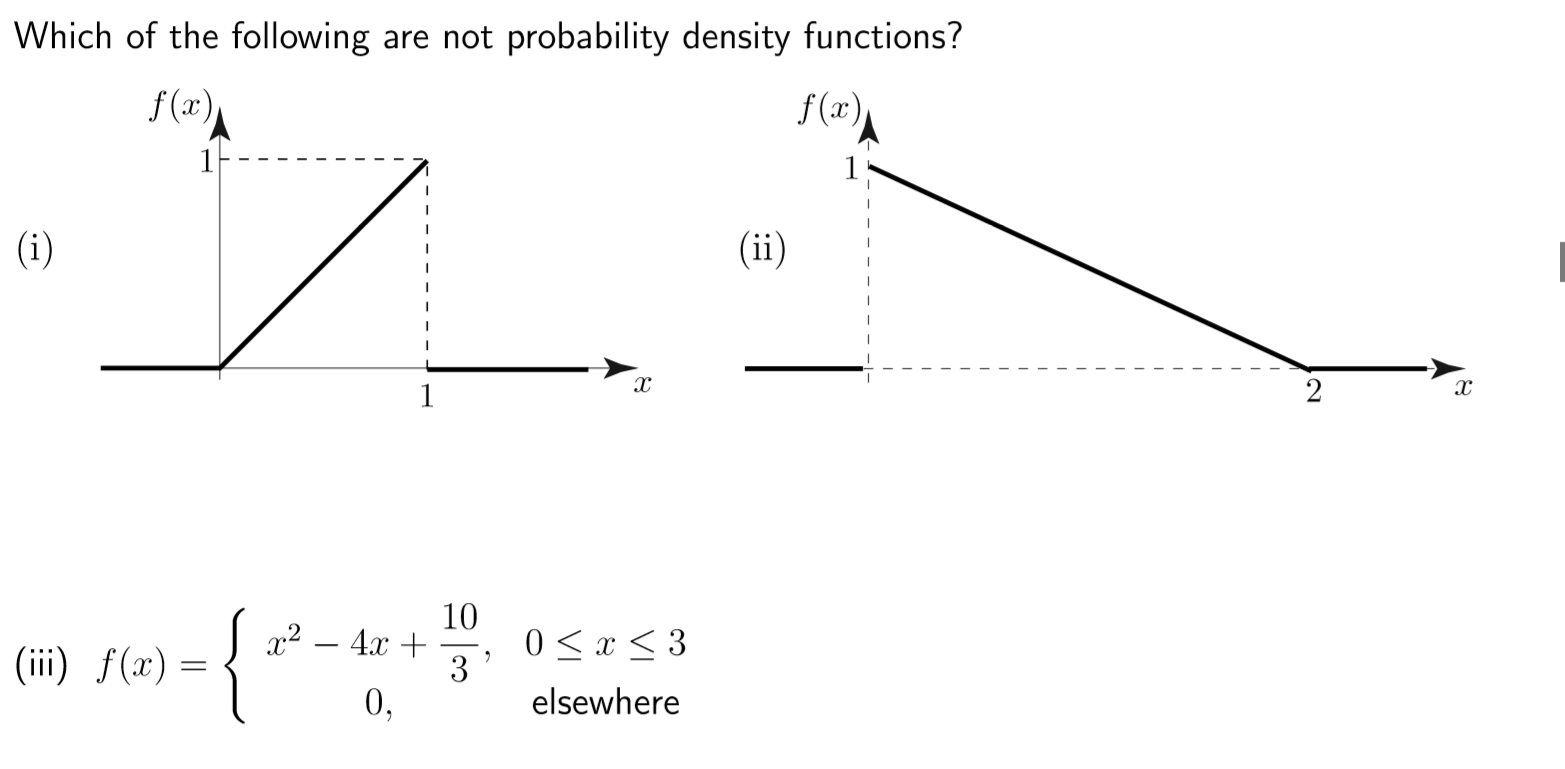 Which of the following are not probability density functions?
f(x) f(x)
1 1
(i) (ii)
x x
1 2
(iii) f(x) = { x² − 4x + 10/3, 0 ≤ x ≤ 3
0, elsewhere